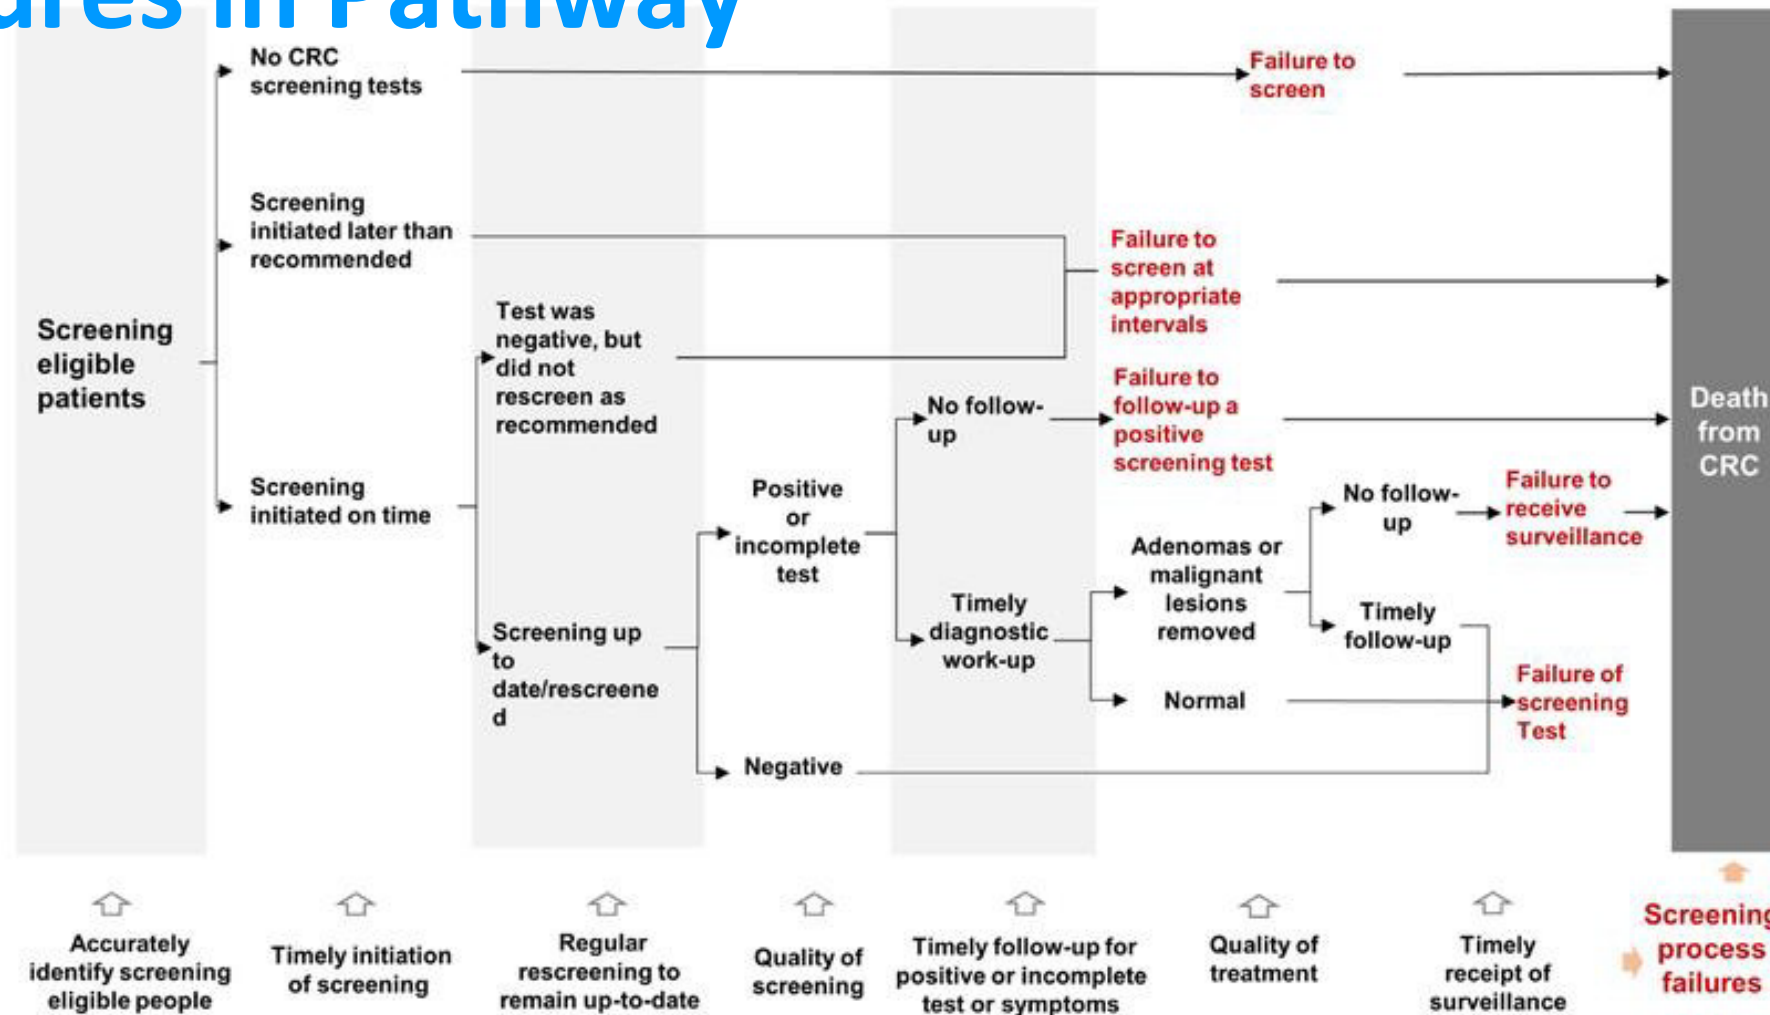 ures in Pathway
No CRC
screening tests
Failure to
screen
Screening
initiated later than
recommended
Failure to
screen at
appropriate
intervals
Screening
eligible
patients
Test was
negative, but
did not
rescreen as
recommended
No follow-
up
Failure to
follow-up a
positive
screening test
Death
from
CRC
Screening
initiated on time
Positive
or
incomplete
test
No follow-
up
Failure to
receive
surveillance
Adenomas or
malignant
lesions
removed
Timely
diagnostic
work-up
Timely
follow-up
Screening up
to
date/rescreene
d
Normal
Failure of
screening
Test
Negative
Accurately
identify screening
eligible people
Timely initiation
of screening
Regular
rescreening to
remain up-to-date
Quality of
screening
Timely follow-up for
positive or incomplete
test or symptoms
Quality of
treatment
Timely
receipt of
surveillance
Screening
process
failures